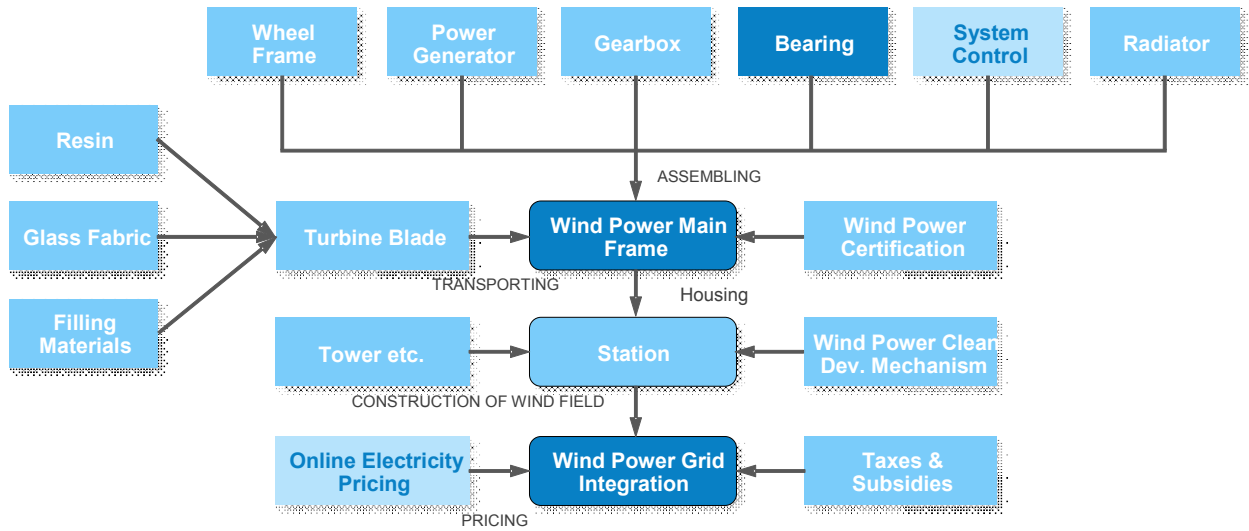 Wheel
Frame
Power
Generator
Gearbox
Bearing
System
Control
Radiator
Resin
ASSEMBLING
Glass Fabric
Turbine Blade
Wind Power Main
Frame
Wind Power
Certification
TRANSPORTING
Housing
Filling
Materials
Tower etc.
Station
Wind Power Clean
Dev. Mechanism
CONSTRUCTION OF WIND FIELD
Online Electricity
Pricing
Wind Power Grid
Integration
Taxes &
Subsidies
PRICING